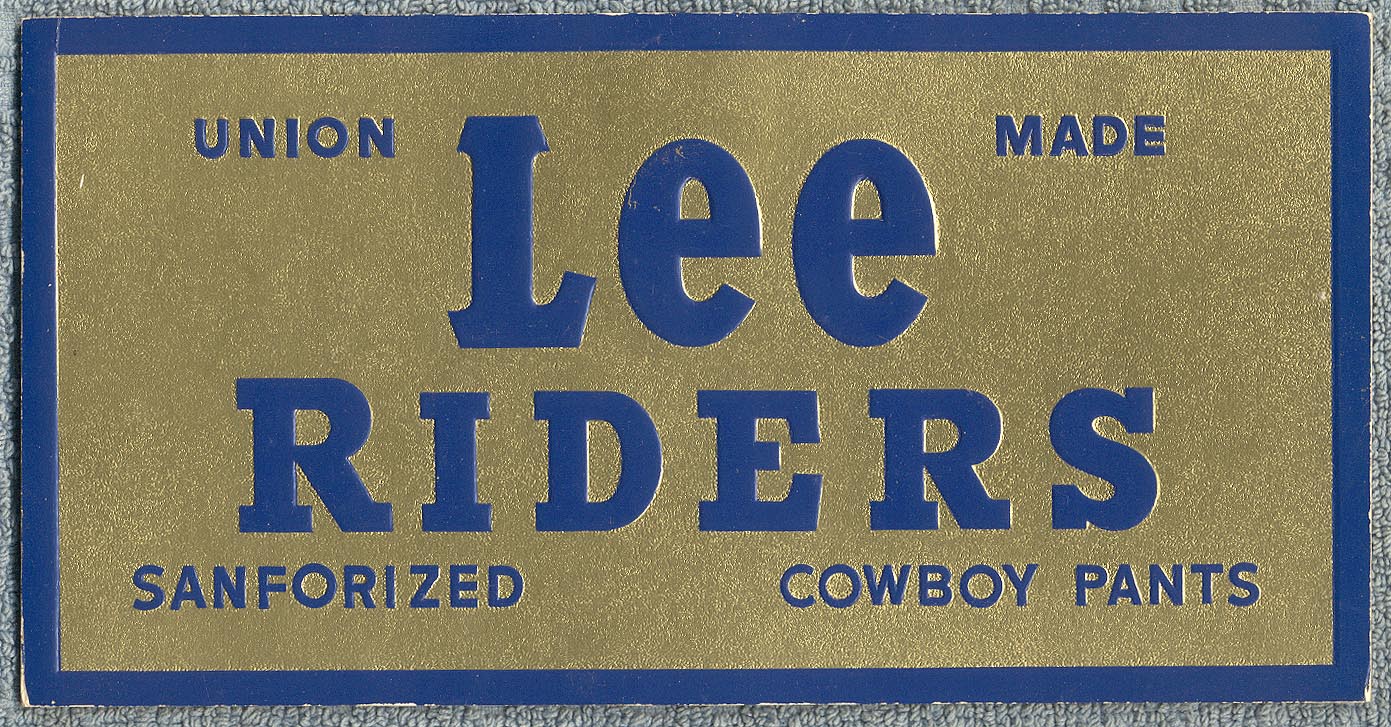 UNION Lee MADE
RIDERS
SANFORIZED COWBOY PANTS